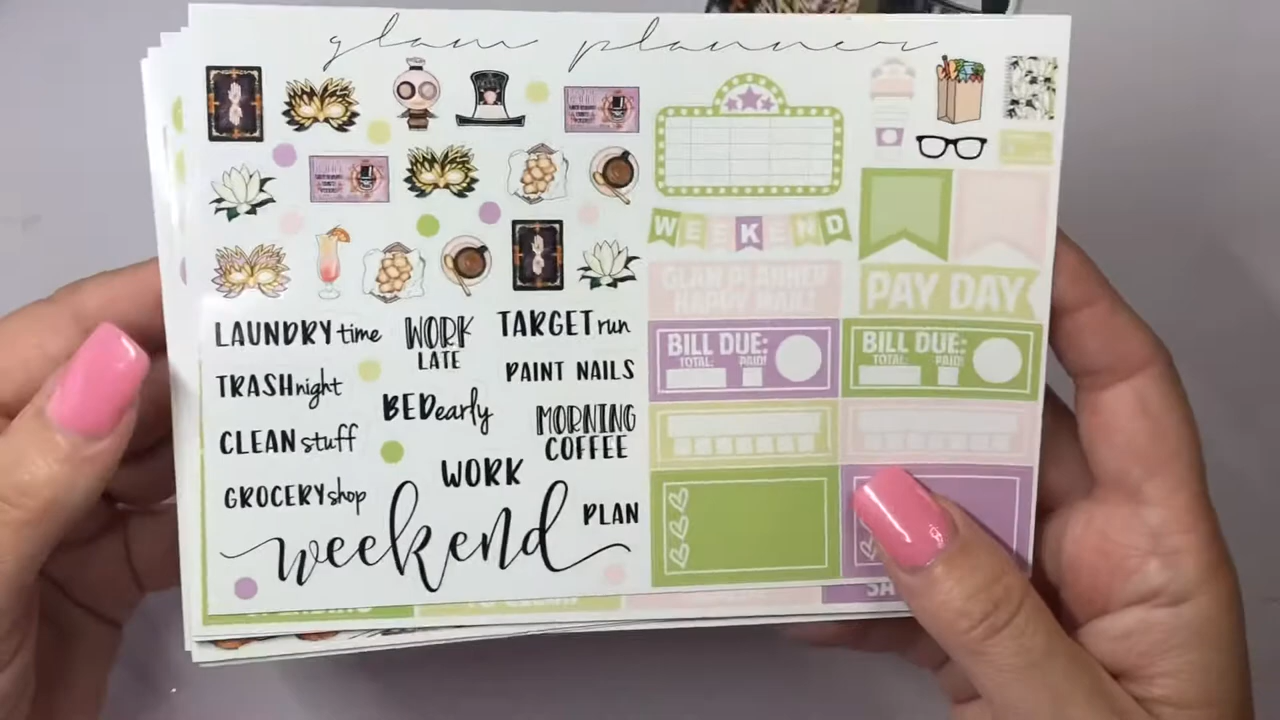 glam planner
WEEKEND
GLAM PLANNER
HAPPY MAIL!
PAY DAY
BILL DUE:
TOTAL: PAID!
BILL DUE:
TOTAL: PAID!
LAUNDRY time
WORK
LATE
TARGET run
TRASH night
PAINT NAILS
BED early
CLEAN stuff
MORNING
COFFEE
WORK
GROCERY shop
PLAN
weekend